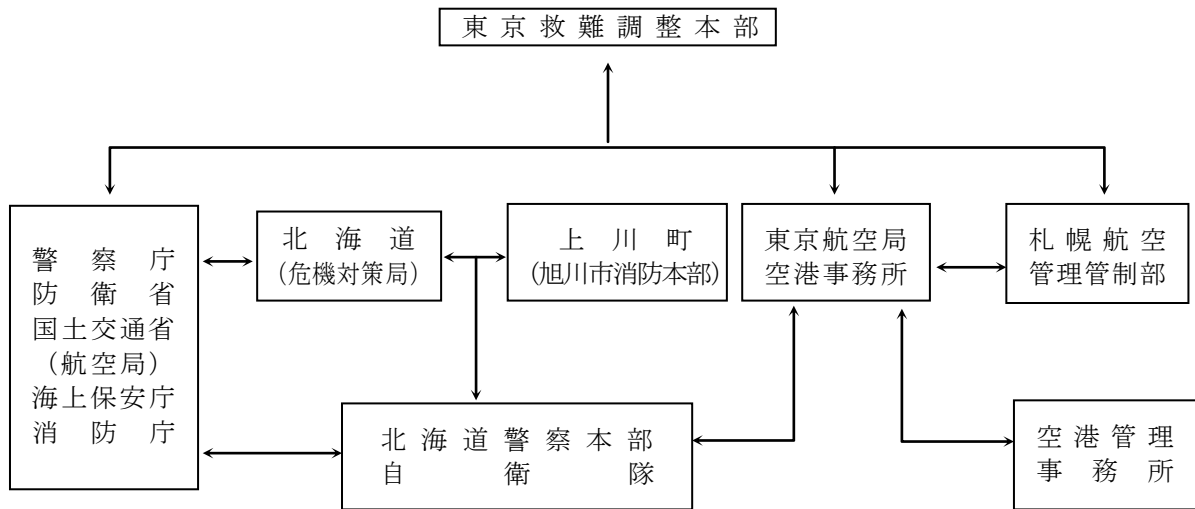 東京救難調整本部
警察庁
防衛省
国土交通省
（航空局）
海上保安庁
消防庁
北海道
（危機対策局）
上川町
（旭川市消防本部）
東京航空局
空港事務所
札幌航空
管理管制部
北海道警察本部
自衛隊
空港管理
事務所